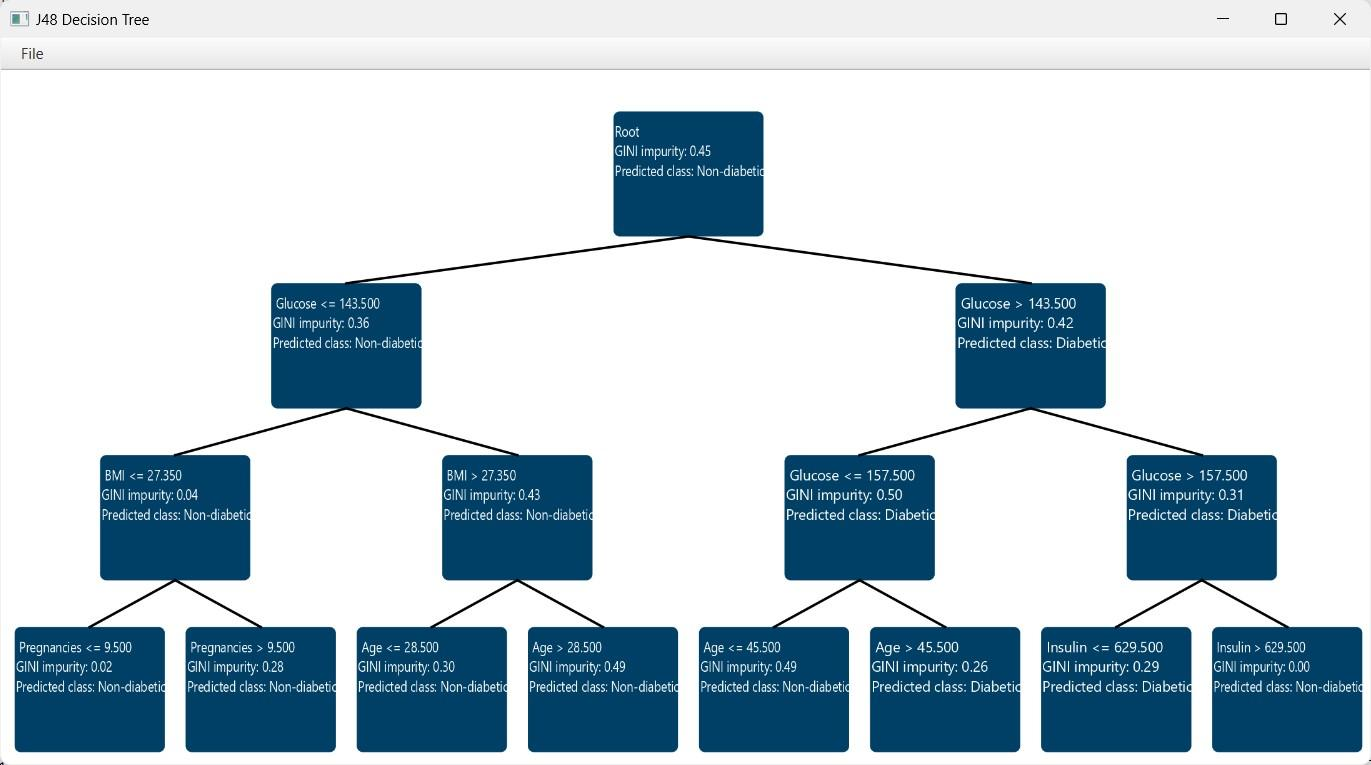 J48 Decision Tree
File
Root
GINI impurity: 0.45
Predicted class: Non-diabetic
Glucose <= 143.500
GINI impurity: 0.36
Predicted class: Non-diabetic
Glucose > 143.500
GINI impurity: 0.42
Predicted class: Diabetic
BMI <= 27.350
GINI impurity: 0.04
Predicted class: Non-diabetic
BMI > 27.350
GINI impurity: 0.43
Predicted class: Non-diabetic
Glucose <= 157.500
GINI impurity: 0.50
Predicted class: Diabetic
Glucose > 157.500
GINI impurity: 0.31
Predicted class: Diabetic
Pregnancies <= 9.500
GINI impurity: 0.02
Predicted class: Non-diabetic
Pregnancies > 9.500
GINI impurity: 0.28
Predicted class: Non-diabetic
Age <= 28.500
GINI impurity: 0.30
Predicted class: Non-diabetic
Age > 28.500
GINI impurity: 0.49
Predicted class: Non-diabetic
Age <= 45.500
GINI impurity: 0.49
Predicted class: Non-diabetic
Age > 45.500
GINI impurity: 0.26
Predicted class: Diabetic
Insulin <= 629.500
GINI impurity: 0.29
Predicted class: Diabetic
Insulin > 629.500
GINI impurity: 0.00
Predicted class: Non-diabetic